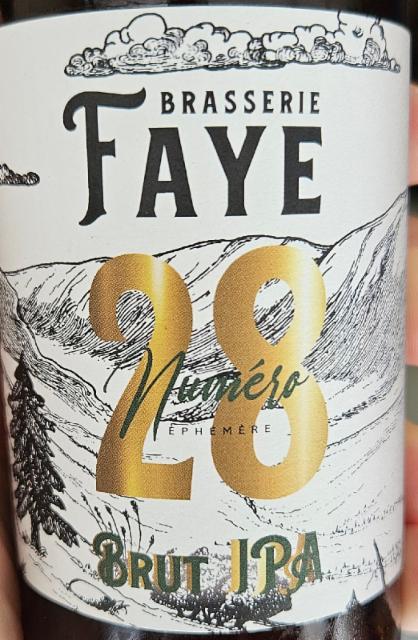 BRASSERIE
FAYE
28
Numéro
ÉPHÉMÈRE
BRUT IPA